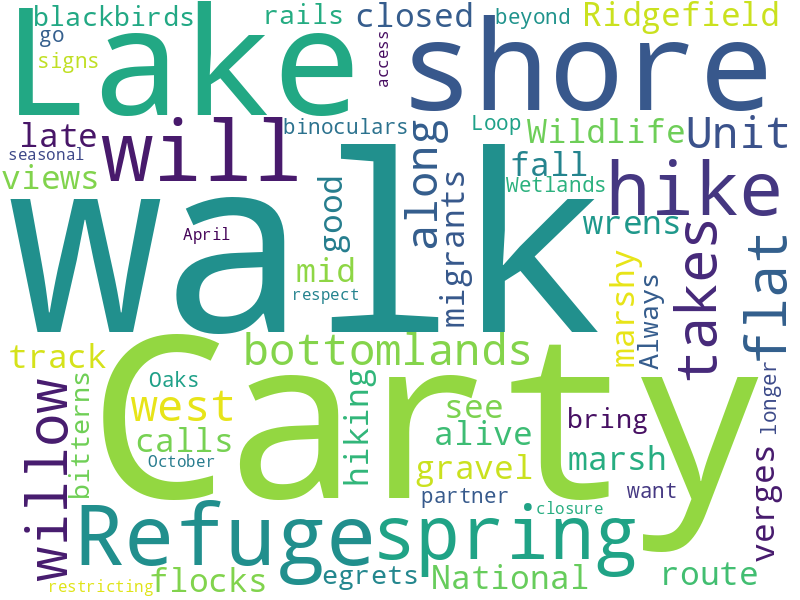 blackbirds rails closed beyond Ridgefield
go
signs
Lake
access
shore
late
will
binoculars
Loop
Wildlife
Unit
seasonal
views
along
fall
Wetlands
hike
good
migrants
wrens
April
walk
mid
respect
takes
flat
marshy
Always
track
bottomlands
Carty
Oaks
west
willow
bitterns
calls
October
hiking
see
alive
bring
longer
gravel
marsh
partner
want
verges
closure
Refuge
spring
restricting
flocks
egrets
National
route